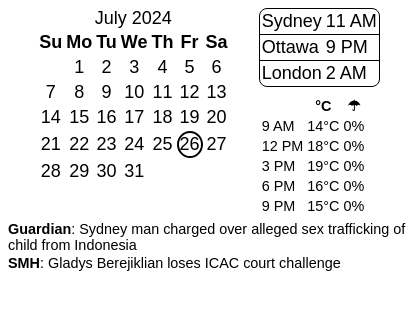 July 2024
Su Mo Tu We Th Fr Sa
1 2 3 4 5 6
7 8 9 10 11 12 13
14 15 16 17 18 19 20
21 22 23 24 25 26 27
28 29 30 31
Sydney 11 AM
Ottawa 9 PM
London 2 AM
°C ☂
9 AM 14°C 0%
12 PM 18°C 0%
3 PM 19°C 0%
6 PM 16°C 0%
9 PM 15°C 0%
Guardian: Sydney man charged over alleged sex trafficking of
child from Indonesia
SMH: Gladys Berejiklian loses ICAC court challenge